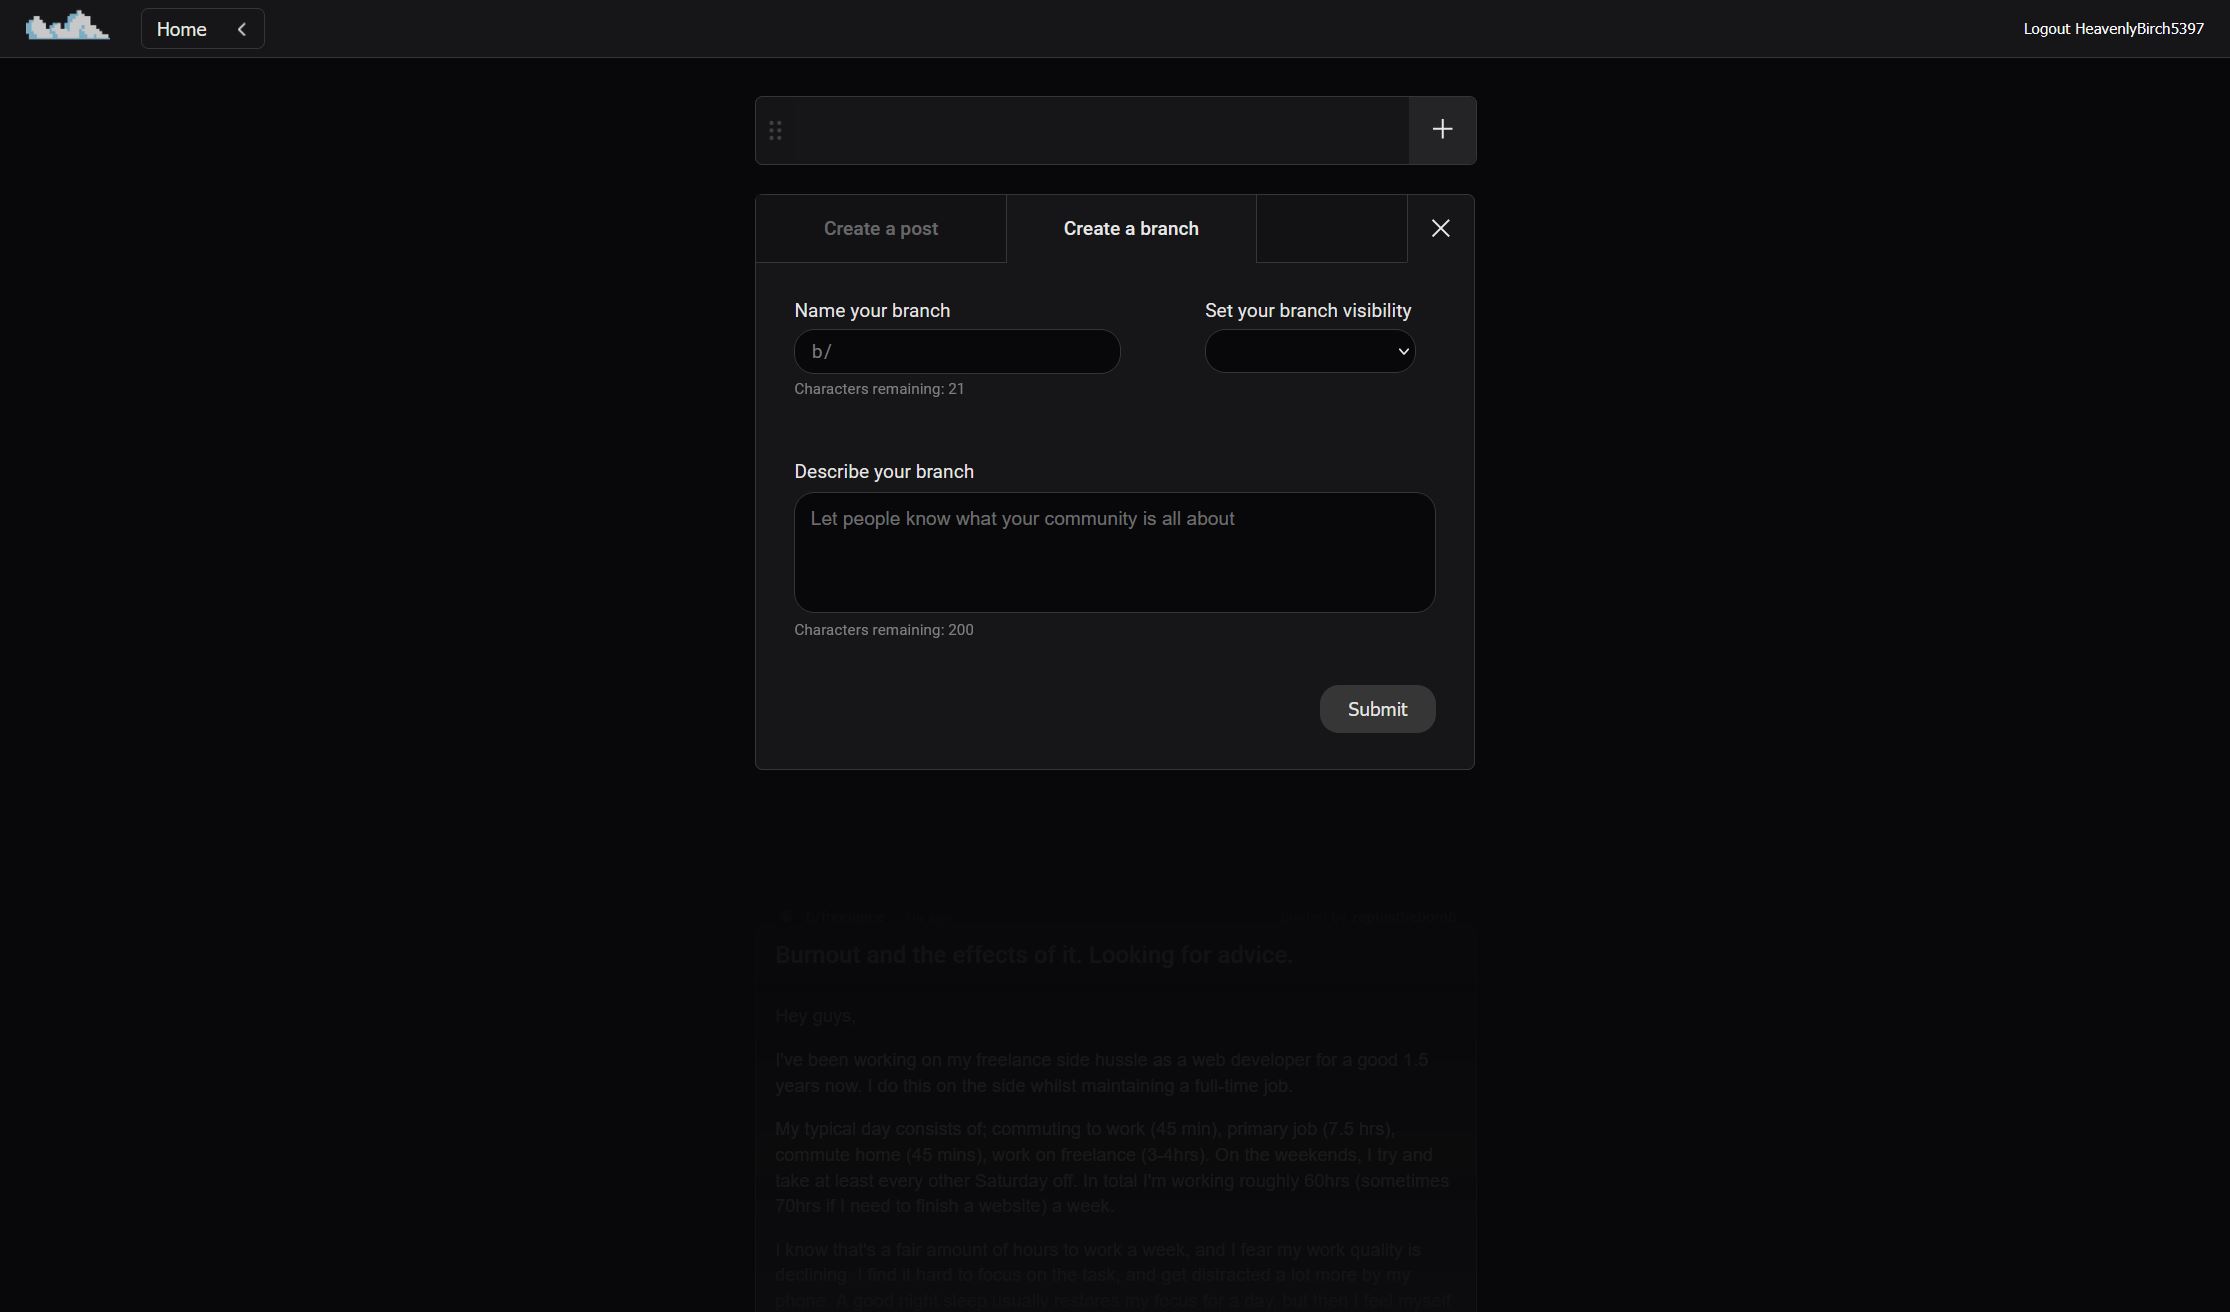 Home
Logout HeavenlyBirch5397
Create a post
Create a branch
Name your branch
Set your branch visibility
b/
Characters remaining: 21
Describe your branch
Let people know what your community is all about
Characters remaining: 200
Submit
Burnout and the effects of it. Looking for advice.
Hey guys,
I've been working on my freelance side hussle as a web developer for a good 1.5
years now. I do this on the side whilst maintaining a full-time job.
My typical day consists of; commuting to work (45 min), primary job (7.5 hrs),
commute home (45 mins), work on freelance (3-4hrs). On the weekends, I try and
take at least every other Saturday off. In total I'm working roughly 60hrs (sometimes
70hrs if I need to finish a website) a week.
I know that's a fair amount of hours to work a week, and I fear my work quality is
declining. I find it hard to focus on the task, and get distracted a lot more by my
phone. A good night sleep usually restores my focus for a day, but then I feel myself